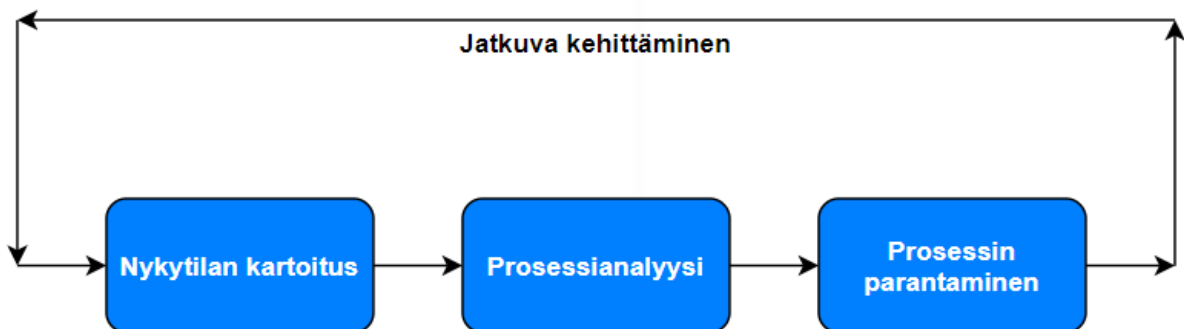 Jatkuva kehittäminen
Nykytilan kartoitus
Prosessianalyysi
Prosessin
parantaminen